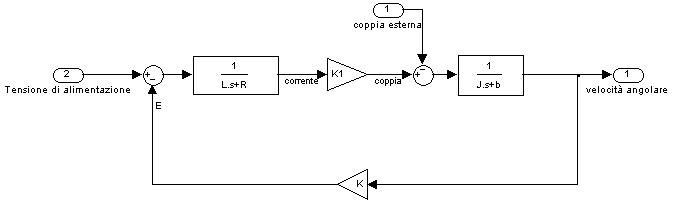 1
coppia esterna
2
Tensione di alimentazione
+
−
1
L.s+R
corrente
K1
coppia
+
−
1
J.s+b
1
velocità angolare
E
K